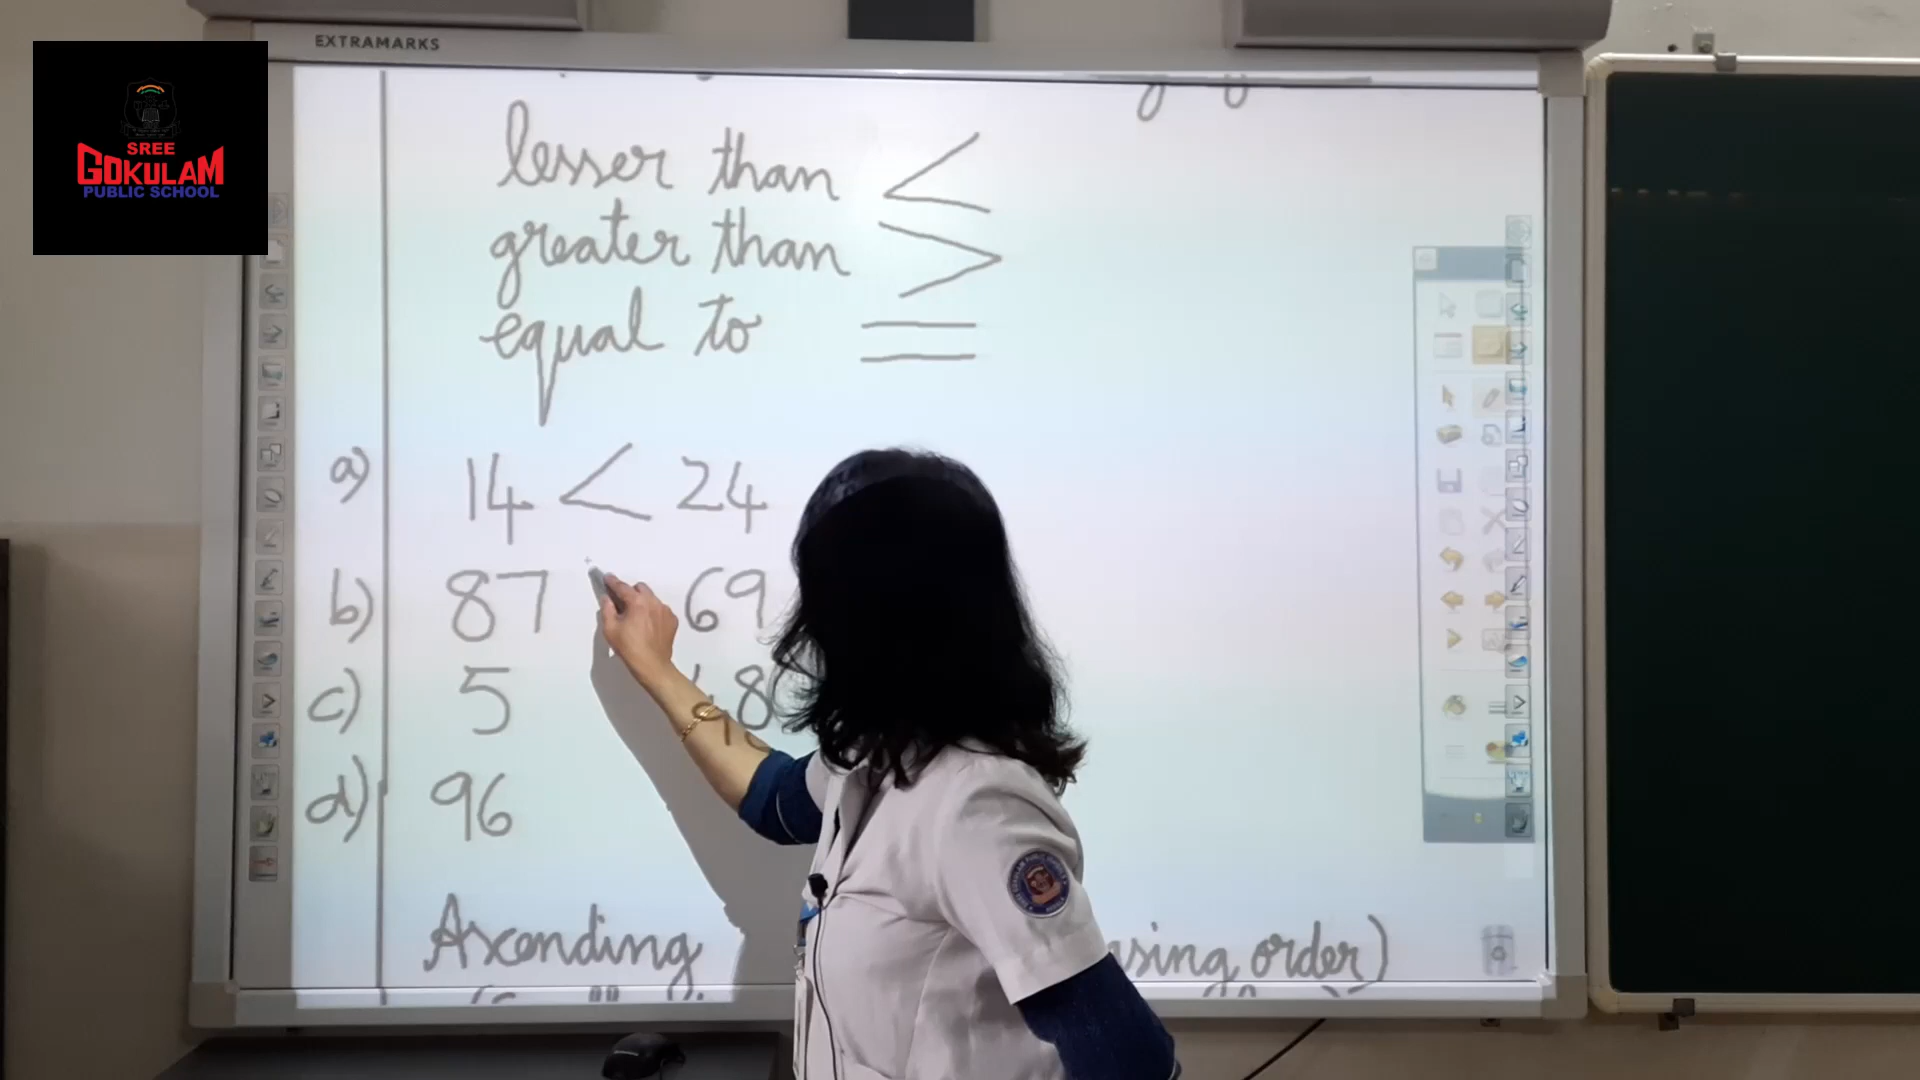 EXTRAMARKS
SREE
GOKULAM
PUBLIC SCHOOL
lesser than <
greater than >
equal to =
a) 14 < 24
b) 87 69
c) 5 48
d) 96
Ascending order)